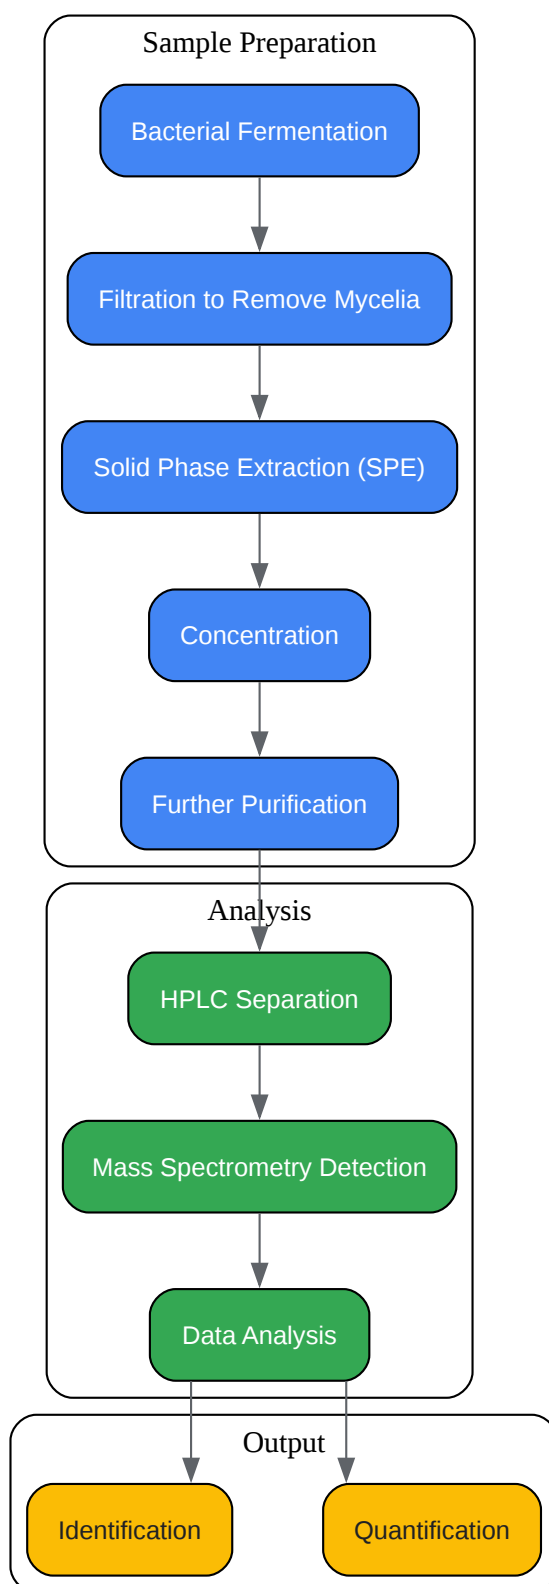 Sample Preparation
Bacterial Fermentation
Filtration to Remove Mycelia
Solid Phase Extraction (SPE)
Concentration
Further Purification
Analysis
HPLC Separation
Mass Spectrometry Detection
Data Analysis
Output
Identification
Quantification